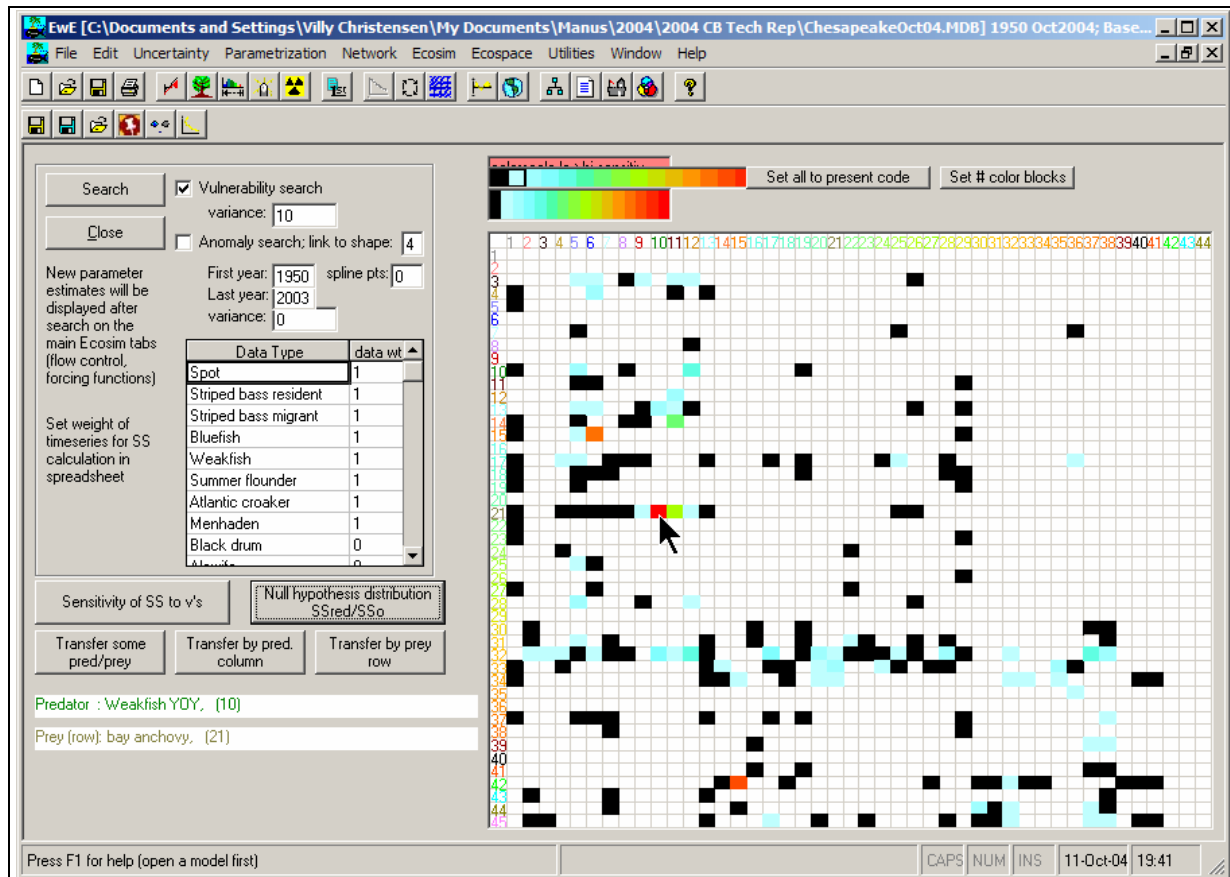 EwE [C:\Documents and Settings\Villy Christensen\My Documents\Manus\2004\2004 CB Tech Rep\ChesapeakeOct04.MDB] 1950 Oct2004; Base...
File Edit Uncertainty Parametrization Network Ecosim Ecospace Utilities Window Help
Search
Vulnerability search
variance: 10
Close
Anomaly search; link to shape: 4
New parameter
estimates will be
displayed after
search on the
main Ecosim tabs
(flow control,
forcing functions)
First year: 1950 spline pts: 0
Last year: 2003
variance: 0
Set weight of
timeseries for SS
calculation in
spreadsheet
Data Type data wt
Spot 1
Striped bass resident 1
Striped bass migrant 1
Bluefish 1
Weakfish 1
Summer flounder 1
Atlantic croaker 1
Menhaden 1
Black drum 0
Sensitivity of SS to v's
Null hypothesis distribution
SSred/SSo
Transfer some
pred/prey
Transfer by pred.
column
Transfer by prey
row
Predator : Weakfish YOY, (10)
Prey (row): bay anchovy, (21)
Set all to present code
Set # color blocks
1 2 3 4 5 6 8 9 10 11 12 13 14 15 16 17 18 19 20 21 22 23 24 25 26 27 28 29 30 31 32 33 34 35 36 37 38 39 40 41 42 43 44
1
2
3
4
5
6
8
9
10
11
12
13
14
15
16
17
18
19
20
21
22
23
24
25
26
27
28
29
30
31
32
33
34
35
36
37
38
39
40
41
42
43
44
45
Press F1 for help (open a model first)
CAPS NUM INS 11-Oct-04 19:41